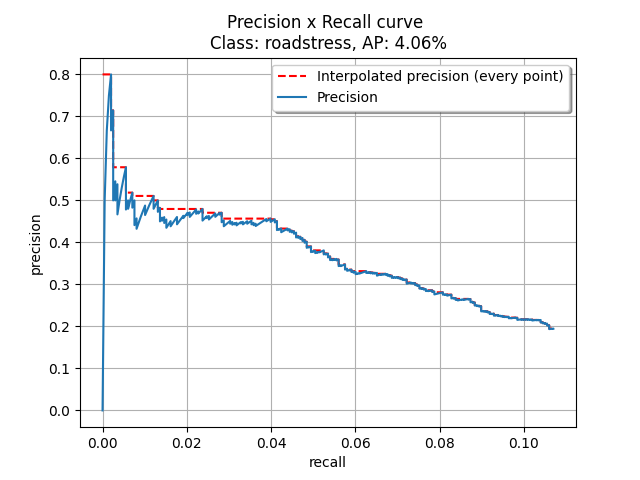 Precision x Recall curve
Class: roadstress, AP: 4.06%
Interpolated precision (every point)
Precision
0.8
0.7
0.6
0.5
0.4
0.3
0.2
0.1
0.0
precision
0.00 0.02 0.04 0.06 0.08 0.10
recall